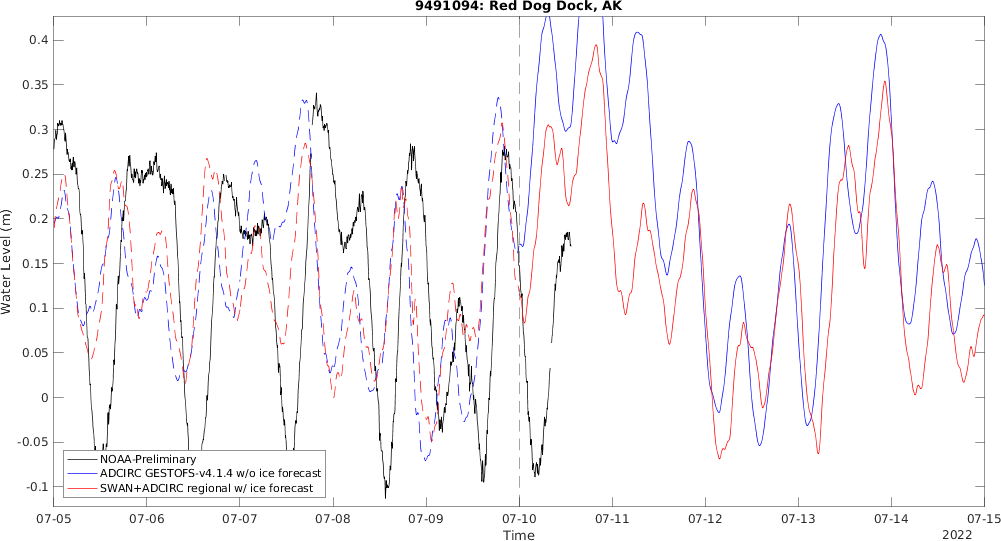 9491094: Red Dog Dock, AK
Water Level (m)
0.4
0.35
0.3
0.25
0.2
0.15
0.1
0.05
0
-0.05
-0.1
NOAA-Preliminary
ADCIRC GESTOFS-v4.1.4 w/o ice forecast
SWAN+ADCIRC regional w/ ice forecast
07-05 07-06 07-07 07-08 07-09 07-10 07-11 07-12 07-13 07-14 07-15
Time
2022